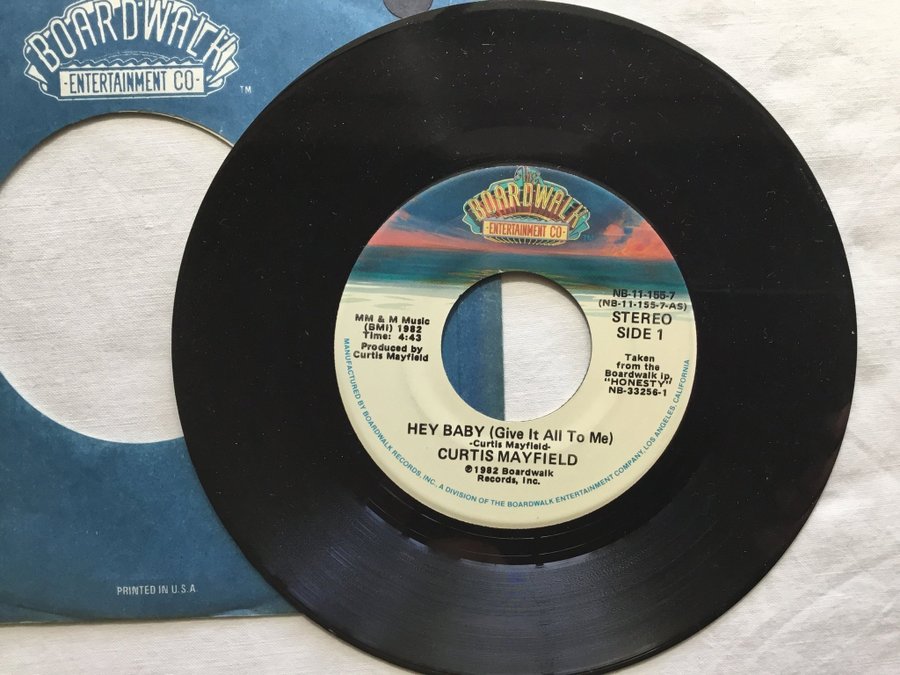 BOARDWALK
ENTERTAINMENT CO
TM
The
BOARDWALK
ENTERTAINMENT CO
TM
NB-11-155-7
(NB-11-155-7-AS)
STEREO
SIDE 1
MM & M Music
(BMI) 1982
Time: 4:43
Produced by
Curtis Mayfield
Taken
from the
Boardwalk lp,
"HONESTY"
NB-33256-1
HEY BABY (Give It All To Me)
-Curtis Mayfield-
CURTIS MAYFIELD
℗1982 Boardwalk
Records, Inc.
MANUFACTURED BY BOARDWALK RECORDS, INC., A DIVISION OF THE BOARDWALK ENTERTAINMENT COMPANY, LOS ANGELES, CALIFORNIA
PRINTED IN U.S.A.